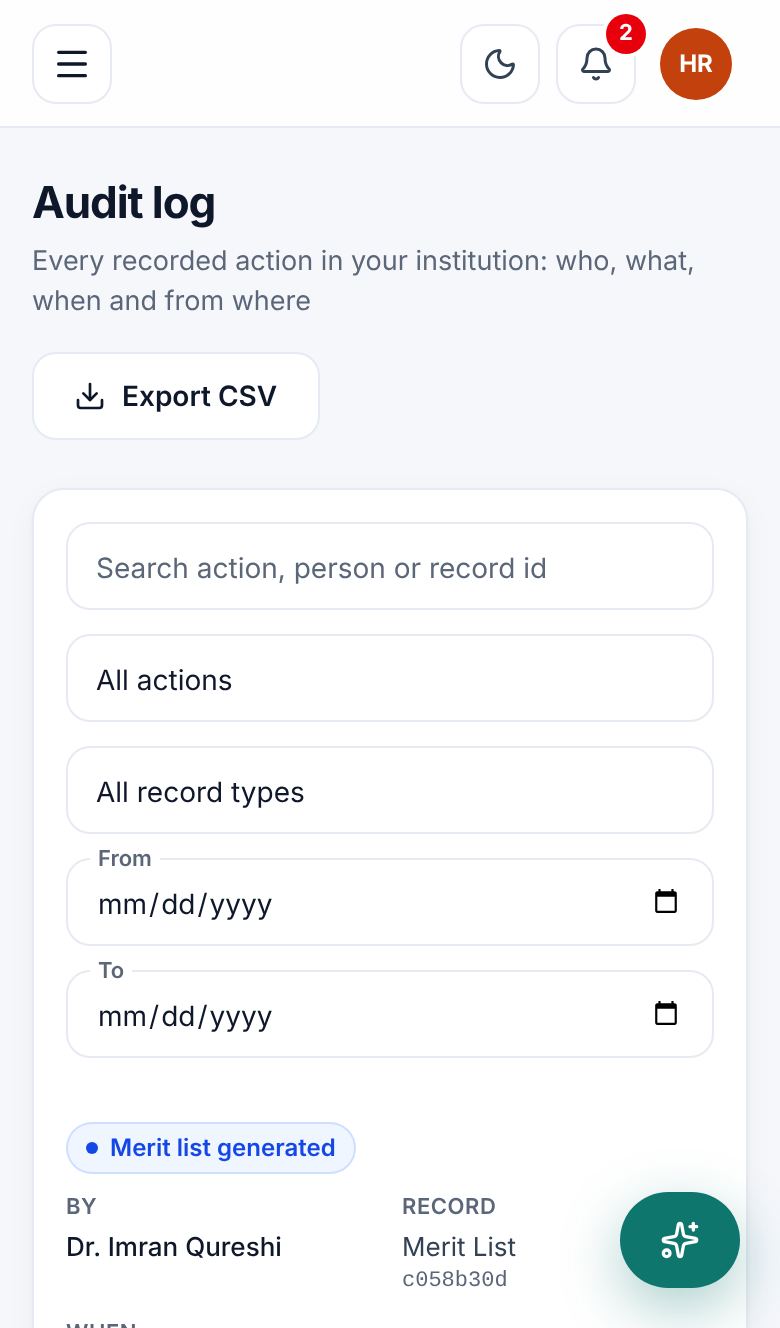 2
HR
Audit log
Every recorded action in your institution: who, what,
when and from where
Export CSV
Search action, person or record id
All actions
All record types
From
mm/dd/yyyy
To
mm/dd/yyyy
Merit list generated
BY
RECORD
Dr. Imran Qureshi
Merit List
c058b30d
WHEN